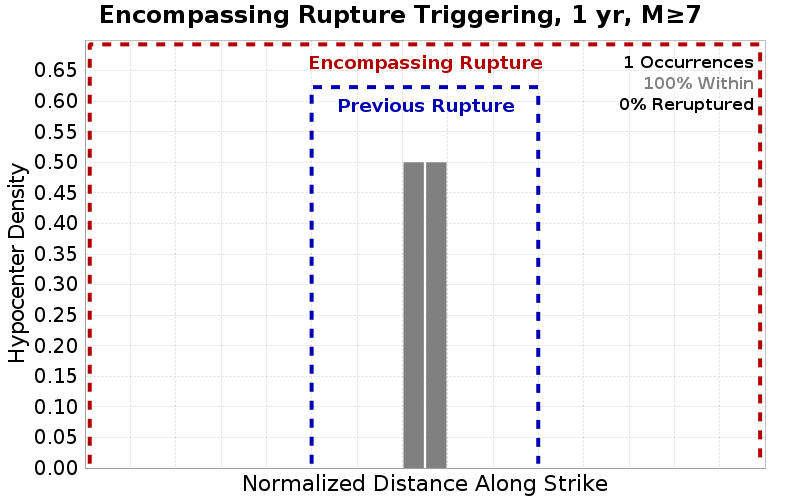 Encompassing Rupture Triggering, 1 yr, M≥7
Encompassing Rupture
1 Occurrences
100% Within
0% Reruptured
Previous Rupture
Hypocenter Density
0.65
0.60
0.55
0.50
0.45
0.40
0.35
0.30
0.25
0.20
0.15
0.10
0.05
0.00
Normalized Distance Along Strike